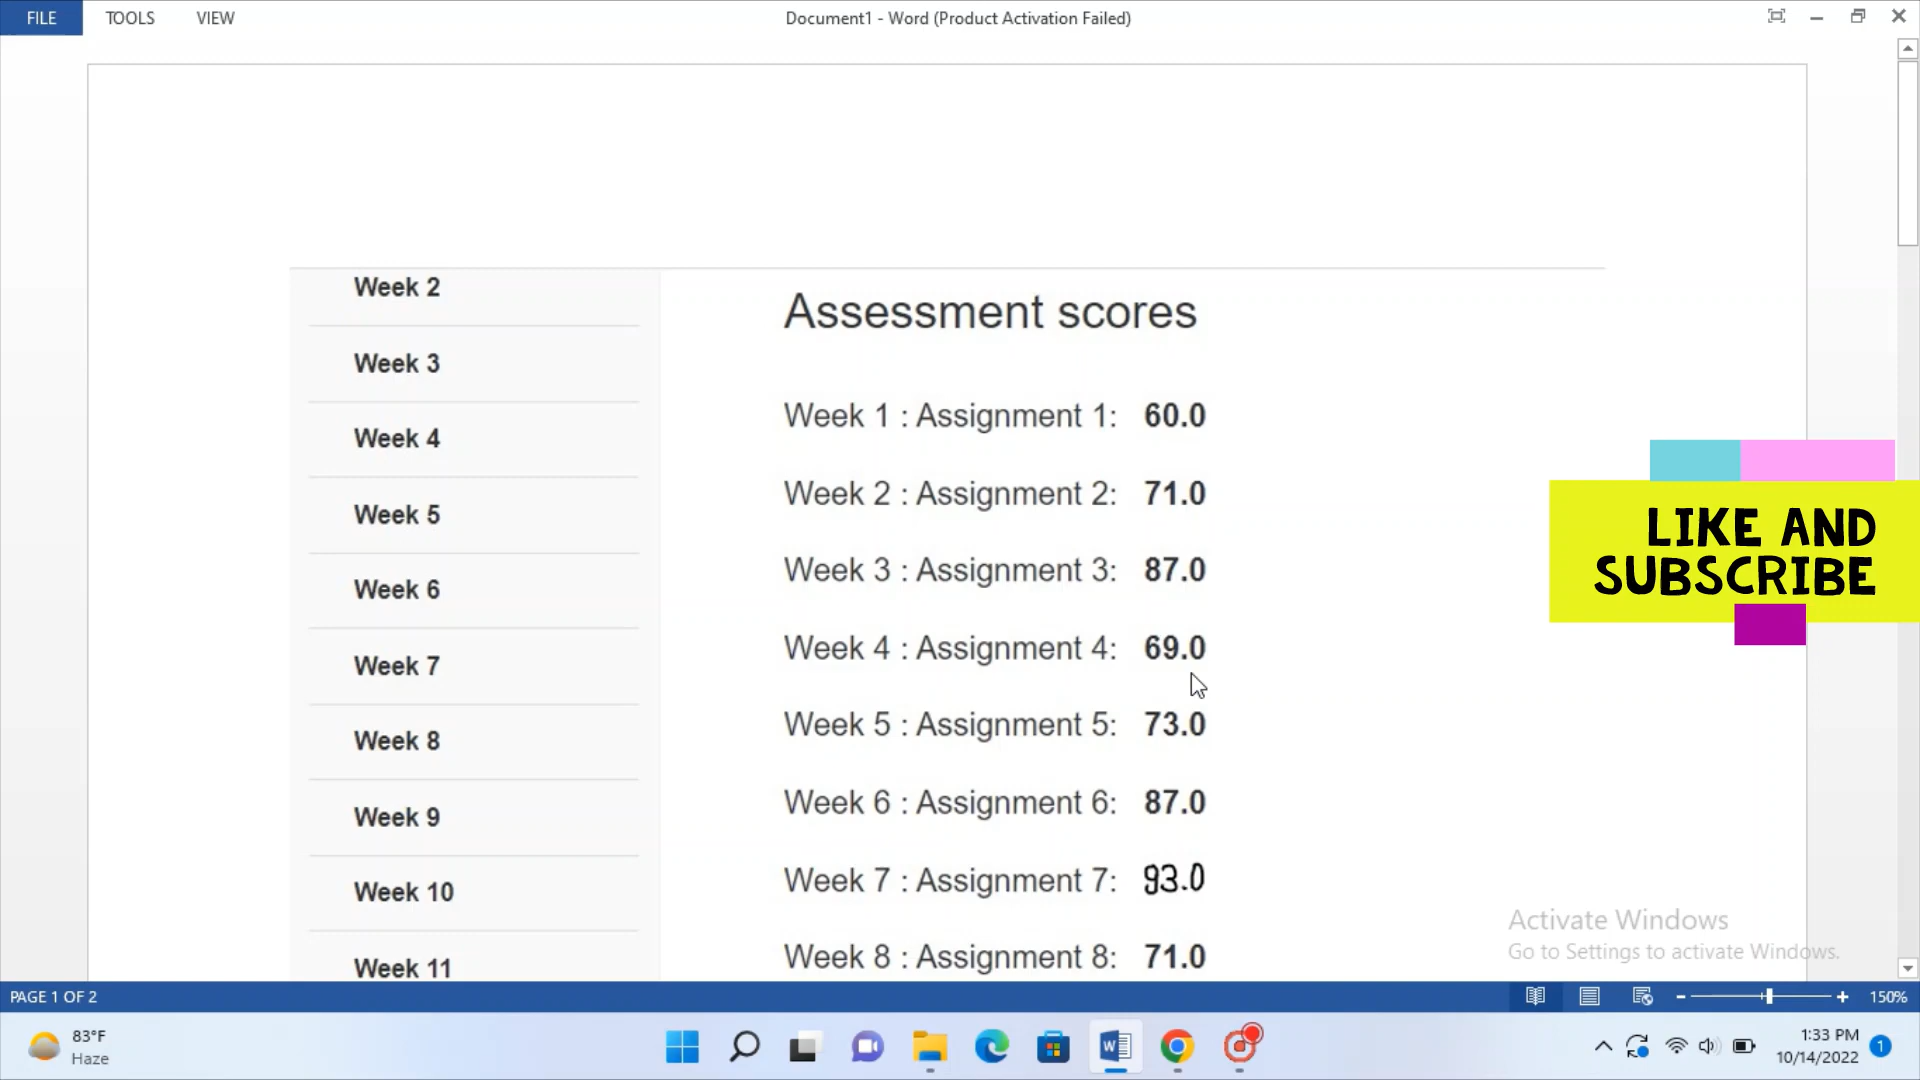 FILE TOOLS VIEW Document1 - Word (Product Activation Failed)
Week 2
Week 3
Week 4
Week 5
Week 6
Week 7
Week 8
Week 9
Week 10
Week 11
Assessment scores
Week 1 : Assignment 1: 60.0
Week 2 : Assignment 2: 71.0
Week 3 : Assignment 3: 87.0
Week 4 : Assignment 4: 69.0
Week 5 : Assignment 5: 73.0
Week 6 : Assignment 6: 87.0
Week 7 : Assignment 7: 93.0
Week 8 : Assignment 8: 71.0
LIKE AND
SUBSCRIBE
Activate Windows
Go to Settings to activate Windows.
PAGE 1 OF 2 150%
83°F
Haze
1:33 PM
10/14/2022
1